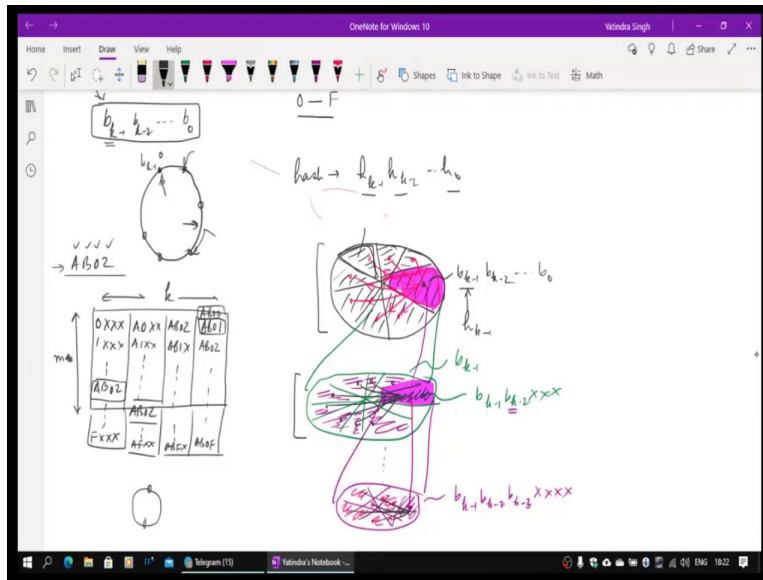 OneNote for Windows 10
Yatindra Singh
Home Insert Draw View Help
Share
Shapes Ink to Shape Ink to Text Math
0 - F
b_{k-1} b_{k-2} ... b_0
b_{k-1} 0
hash → h_{k-1} h_{k-2} ... h_0
✓ ✓ ✓ ✓
→ AB02
b_{k-1} b_{k-2} ... b_0
h_{k-1}
← k →
0XXX A0XX AB0X AB00
AB01
1XXX A1XX AB1X AB02
m
AB02
AB02
FXXX AFXX ABFX AB0F
b_{k-1}
b_{k-1} b_{k-2} XXX
b_{k-1} b_{k-2} b_{k-3} XXXX
Telegram (15)
Yatindra's Notebook -...
ENG 18:22